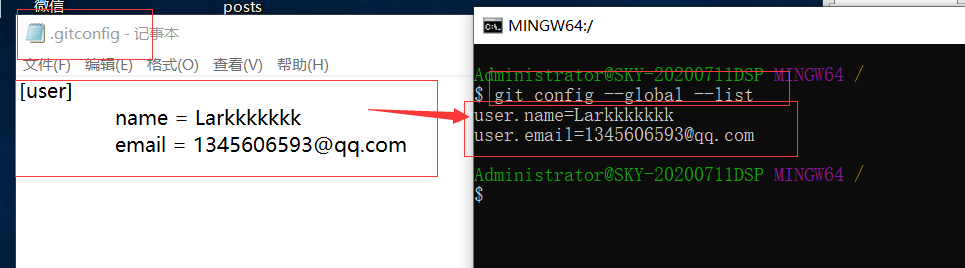 微信
posts
.gitconfig - 记事本
文件(F) 编辑(E) 格式(O) 查看(V) 帮助(H)
[user]
name = Larkkkkkkk
email = 1345606593@qq.com
MINGW64:/
Administrator@SKY-20200711DSP MINGW64 /
$ git config --global --list
user.name=Larkkkkkkk
user.email=1345606593@qq.com
Administrator@SKY-20200711DSP MINGW64 /
$